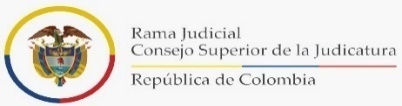 Rama Judicial
Consejo Superior de la Judicatura
República de Colombia